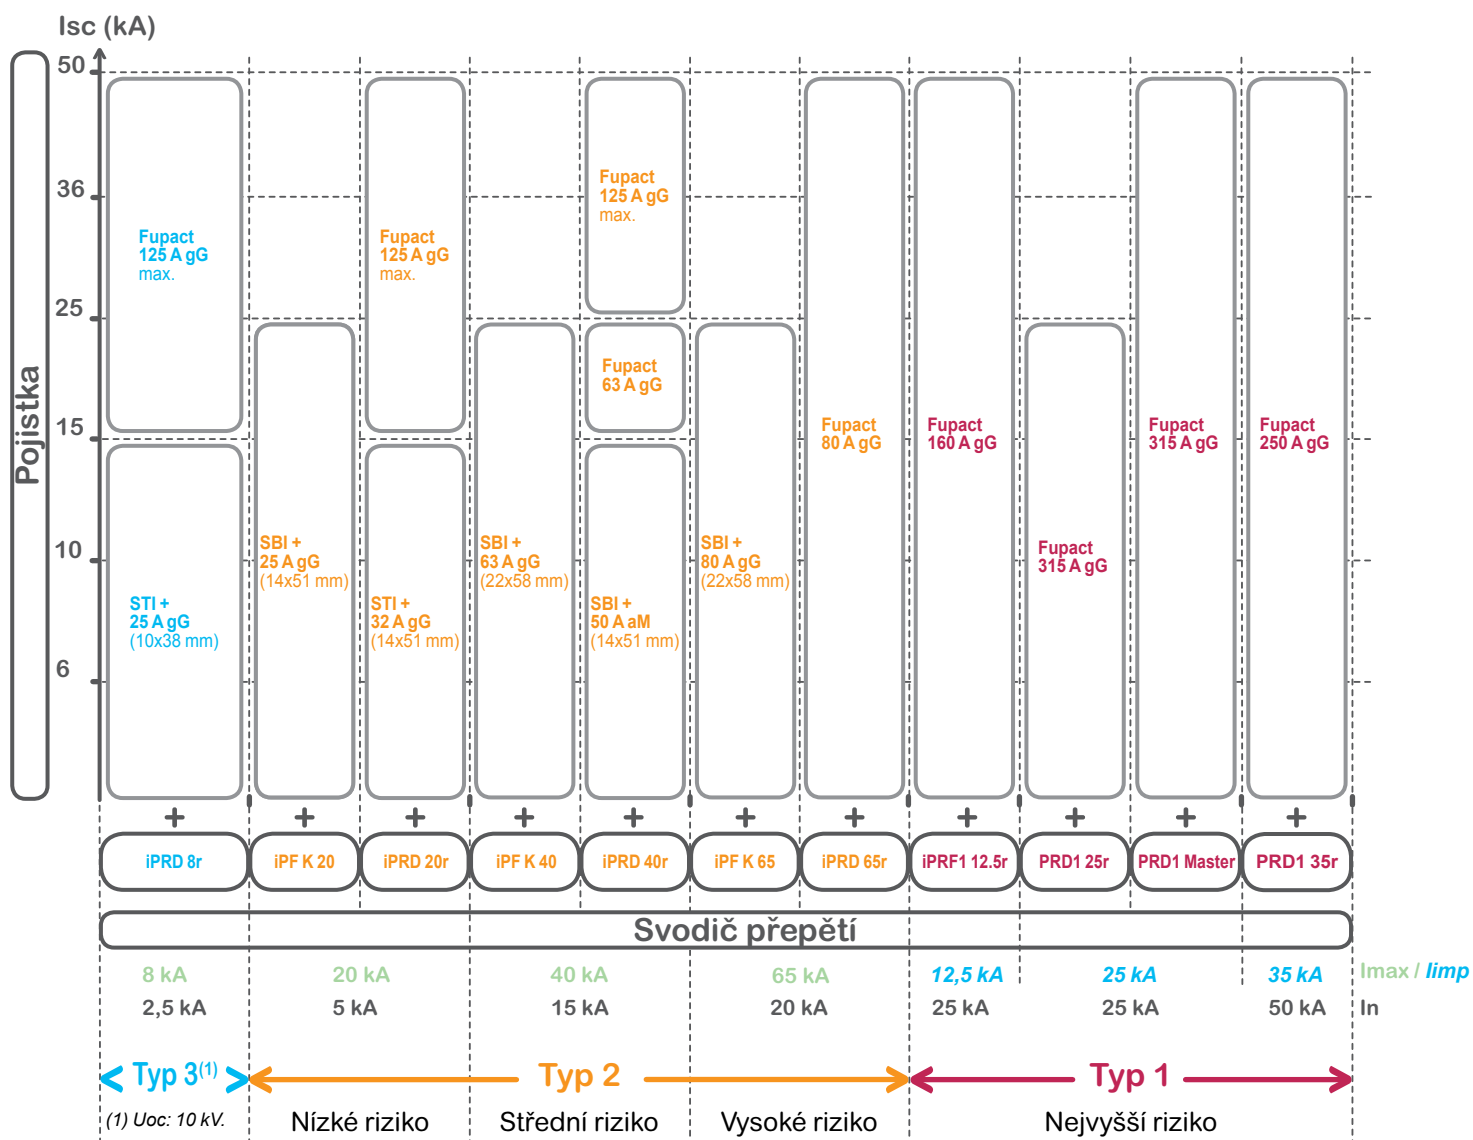 Isc (kA)
Pojistka
50
36
25
15
10
6
Fupact
125 A gG
max.
STI +
25 A gG
(10x38 mm)
SBI +
25 A gG
(14x51 mm)
Fupact
125 A gG
max.
STI +
32 A gG
(14x51 mm)
SBI +
63 A gG
(22x58 mm)
Fupact
125 A gG
max.
Fupact
63 A gG
SBI +
50 A aM
(14x51 mm)
SBI +
80 A gG
(22x58 mm)
Fupact
80 A gG
Fupact
160 A gG
Fupact
315 A gG
Fupact
315 A gG
Fupact
250 A gG
+ + + + + + + + + + +
iPRD 8r iPF K 20 iPRD 20r iPF K 40 iPRD 40r iPF K 65 iPRD 65r iPRF1 12.5r PRD1 25r PRD1 Master PRD1 35r
Svodič přepětí
8 kA 20 kA 40 kA 65 kA 12,5 kA 25 kA 35 kA Imax / Iimp
2,5 kA 5 kA 15 kA 20 kA 25 kA 25 kA 50 kA In
Typ 3(1) Typ 2 Typ 1
(1) Uoc: 10 kV. Nízké riziko Střední riziko Vysoké riziko Nejvyšší riziko